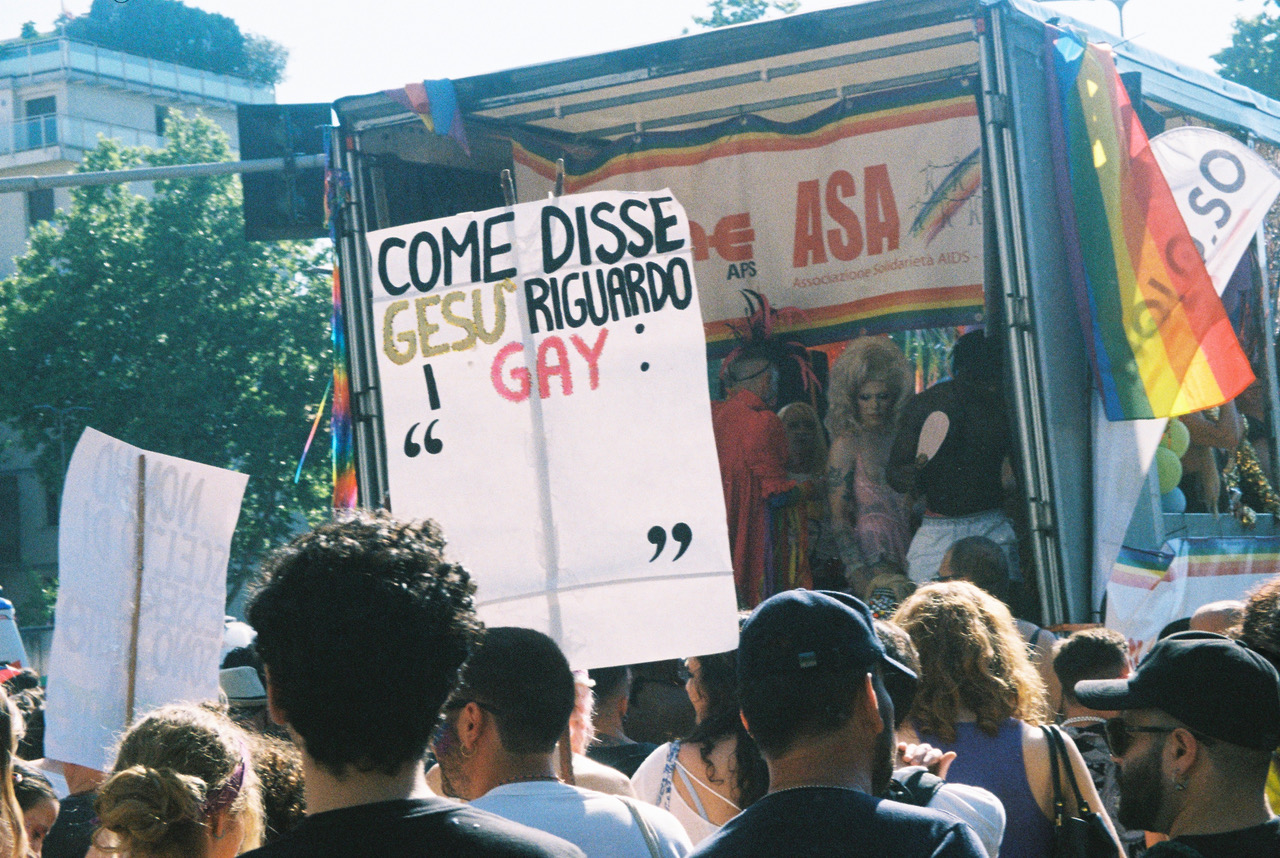 COME DISSE
GESU' RIGUARDO
I GAY :
“ ”
ASA
APS
Associazione Solidarietà AIDS -